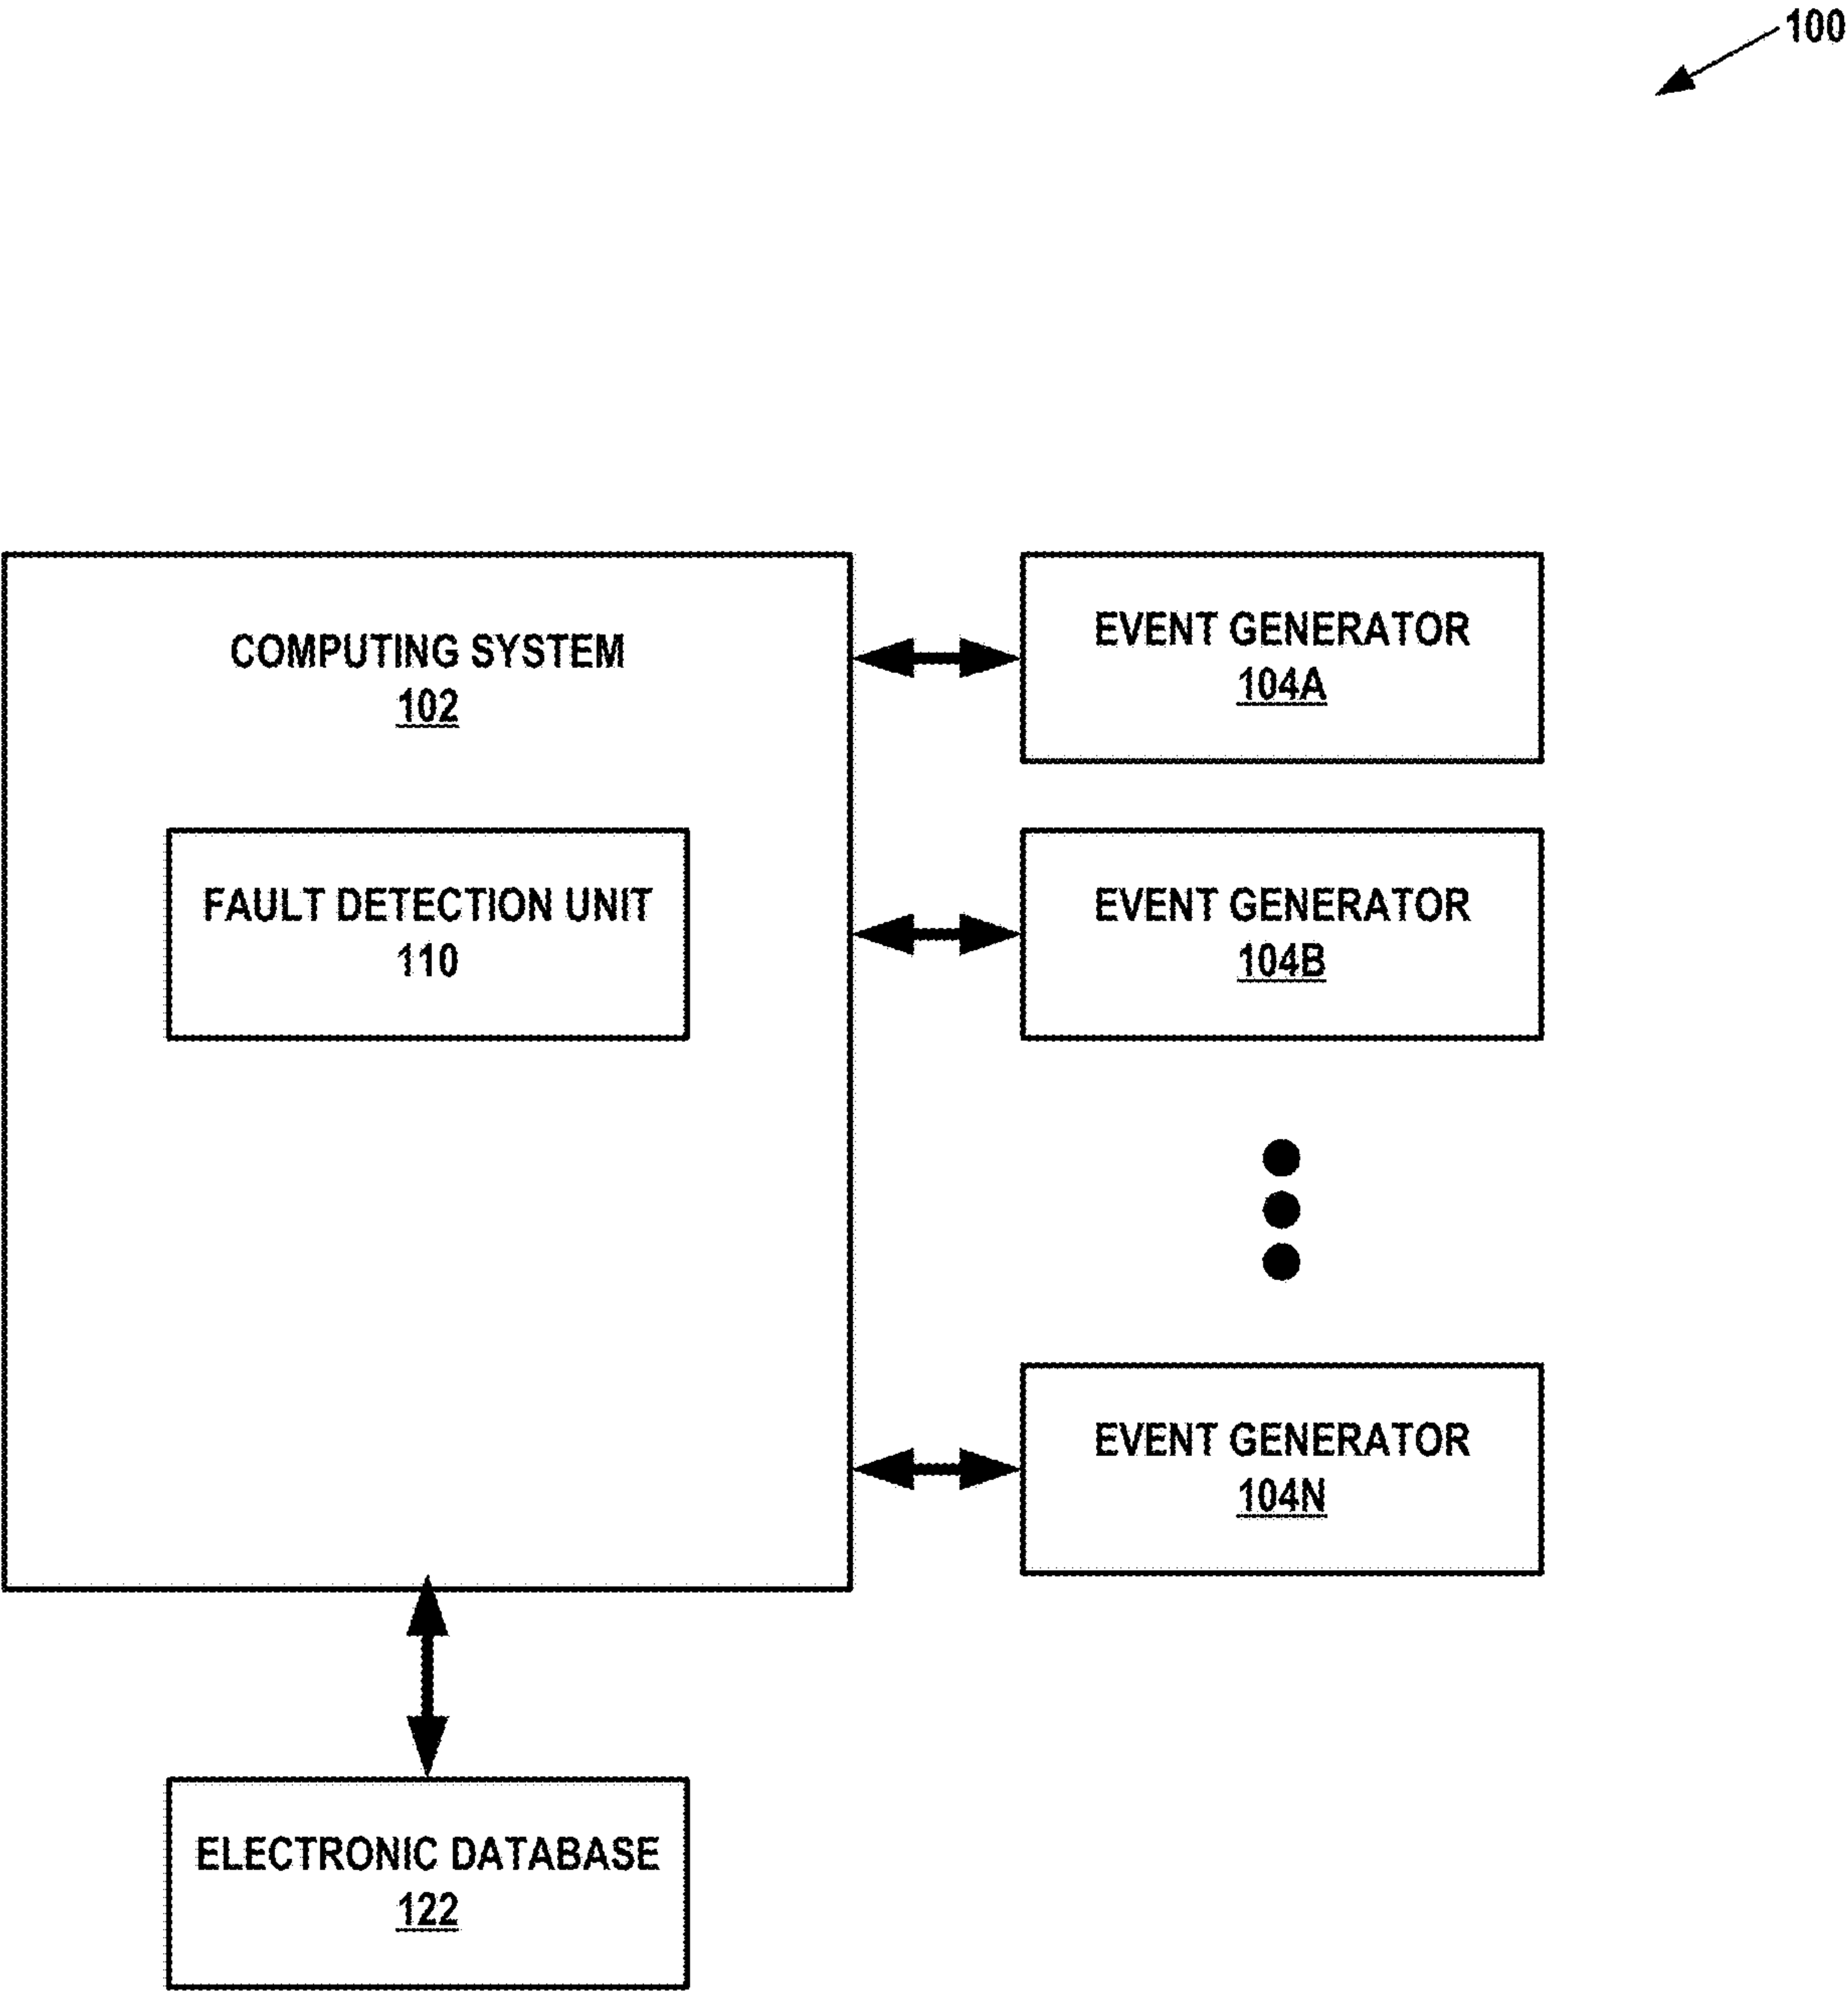 100
COMPUTING SYSTEM
102
FAULT DETECTION UNIT
110
EVENT GENERATOR
104A
EVENT GENERATOR
104B
EVENT GENERATOR
104N
ELECTRONIC DATABASE
122